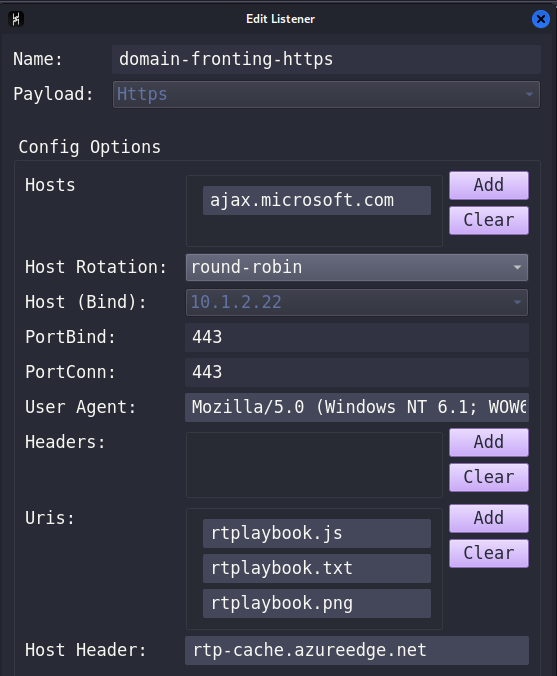 Edit Listener
Name: domain-fronting-https
Payload: Https
Config Options
Hosts ajax.microsoft.com Add
Clear
Host Rotation: round-robin
Host (Bind): 10.1.2.22
PortBind: 443
PortConn: 443
User Agent: Mozilla/5.0 (Windows NT 6.1; WOW6
Headers: Add
Clear
Uris: rtplaybook.js Add
rtplaybook.txt Clear
rtplaybook.png
Host Header: rtp-cache.azureedge.net